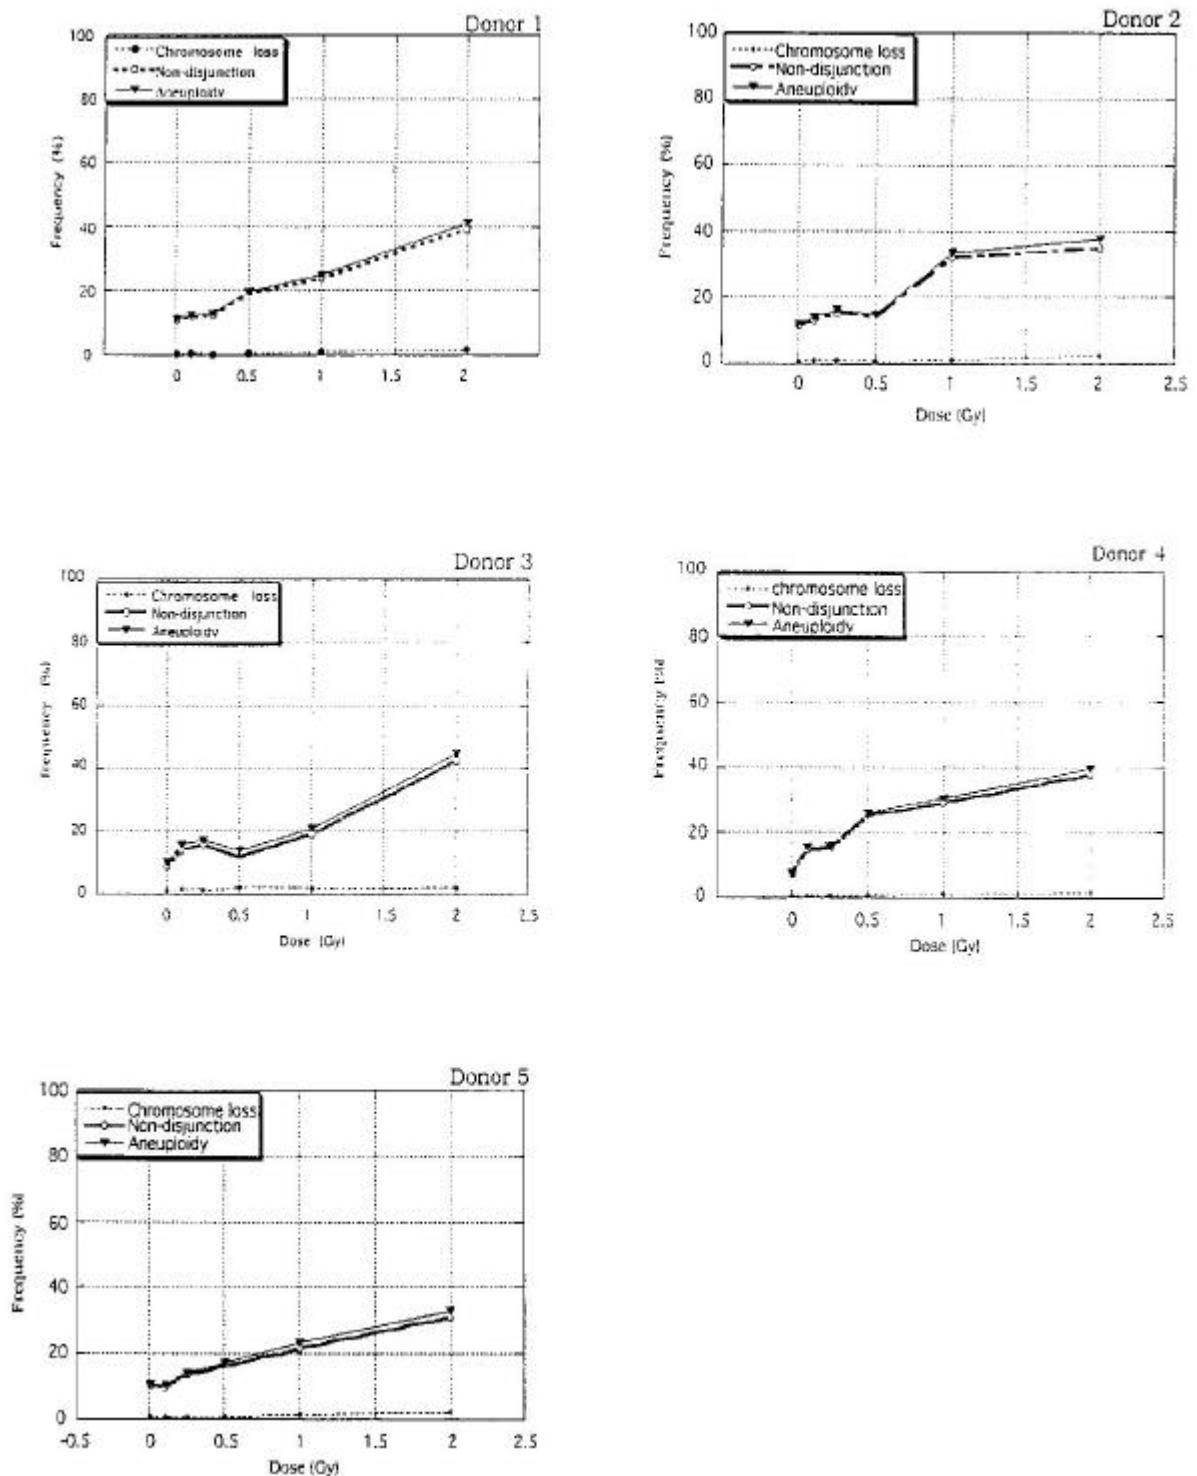 Donor 1
100
Chromosome loss
Non-disjunction
Aneuploidy
80
60
40
20
0
Frequency (%)
0 0.5 1 1.5 2
Donor 2
100
Chromosome loss
Non-disjunction
Aneuploidy
80
60
40
20
0
Frequency (%)
0 0.5 1 1.5 2 2.5
Dose (Gy)
Donor 3
100
Chromosome loss
Non-disjunction
Aneuploidy
80
60
40
20
0
Frequency (%)
0 0.5 1 1.5 2 2.5
Dose (Gy)
Donor 4
100
chromosome loss
Non-disjunction
Aneuploidy
80
60
40
20
0
Frequency (%)
0 0.5 1 1.5 2 2.5
Dose (Gy)
Donor 5
100
Chromosome loss
Non-disjunction
Aneuploidy
80
60
40
20
0
Frequency (%)
-0.5 0 0.5 1 1.5 2 2.5
Dose (Gy)